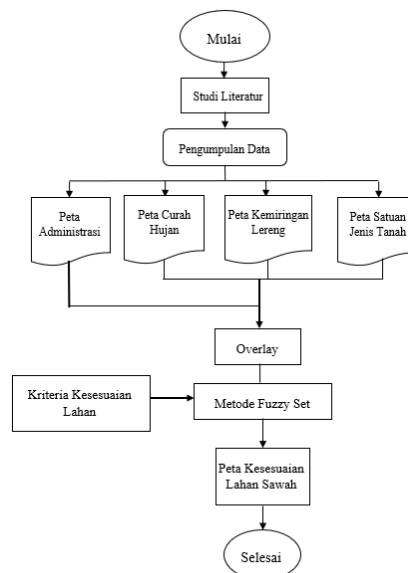 Mulai
Studi Literatur
Pengumpulan Data
Peta
Administrasi
Peta Curah
Hujan
Peta Kemiringan
Lereng
Peta Satuan
Jenis Tanah
Overlay
Kriteria Kesesuaian
Lahan
Metode Fuzzy Set
Peta Kesesuaian
Lahan Sawah
Selesai